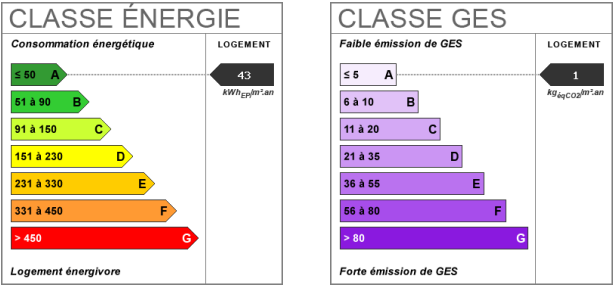 CLASSE ÉNERGIE
Consommation énergétique
LOGEMENT
≤ 50 A
43
kWhEP/m².an
51 à 90 B
91 à 150 C
151 à 230 D
231 à 330 E
331 à 450 F
> 450 G
Logement énergivore
CLASSE GES
Faible émission de GES
LOGEMENT
≤ 5 A
1
kgéqCO2/m².an
6 à 10 B
11 à 20 C
21 à 35 D
36 à 55 E
56 à 80 F
> 80 G
Forte émission de GES